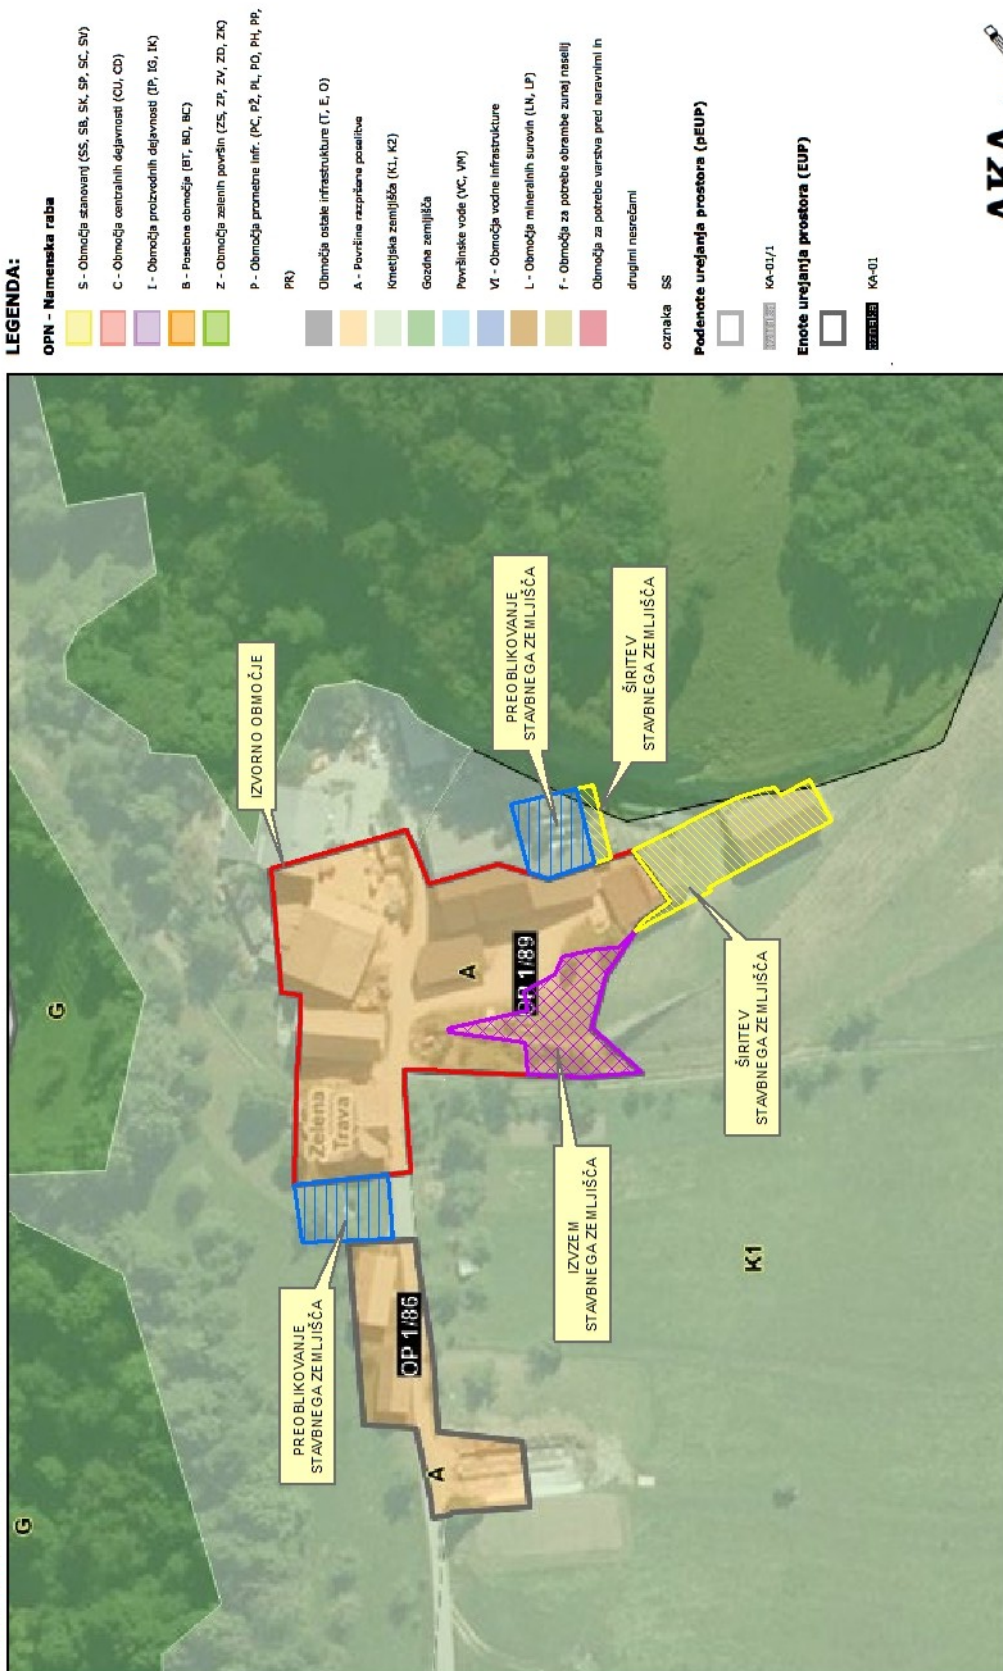 LEGENDA:
OPN - Namenska raba
S - Območja stanovanj (SS, SB, SK, SP, SC, SV)
C - Območja centralnih dejavnosti (CU, CD)
I - Območja proizvodnih dejavnosti (IP, IG, IK)
B - Posebna območja (BT, BD, BC)
Z - Območja zelenih površin (ZS, ZP, ZV, ZD, ZK)
P - Območja prometne infr. (PC, PŽ, PL, PO, PH, PP,
PR)
Območja ostale infrastrukture (T, E, O)
A - Površine razpršene poselitve
Kmetijska zemljišča (K1, K2)
Gozdna zemljišča
Površinske vode (VC, VM)
VI - Območja vodne infrastrukture
L - Območja mineralnih surovin (LN, LP)
f - Območja za potrebe obrambe zunaj naselij
Območja za potrebe varstva pred naravnimi in
drugimi nesrečami
oznaka SS
Podenote urejanja prostora (pEUP)
oznaka KA-01/1
Enote urejanja prostora (EUP)
oznaka KA-01
G
G
IZVORNO OBMOČJE
PREOBLIKOVANJE
STAVBNEGA ZEMLJIŠČA
ŠIRITEV
STAVBNEGA ZEMLJIŠČA
Zelena
Trava
A
1/89
PREOBLIKOVANJE
STAVBNEGA ZEMLJIŠČA
OP 1/86
A
IZVZEM
STAVBNEGA ZEMLJIŠČA
ŠIRITEV
STAVBNEGA ZEMLJIŠČA
K1